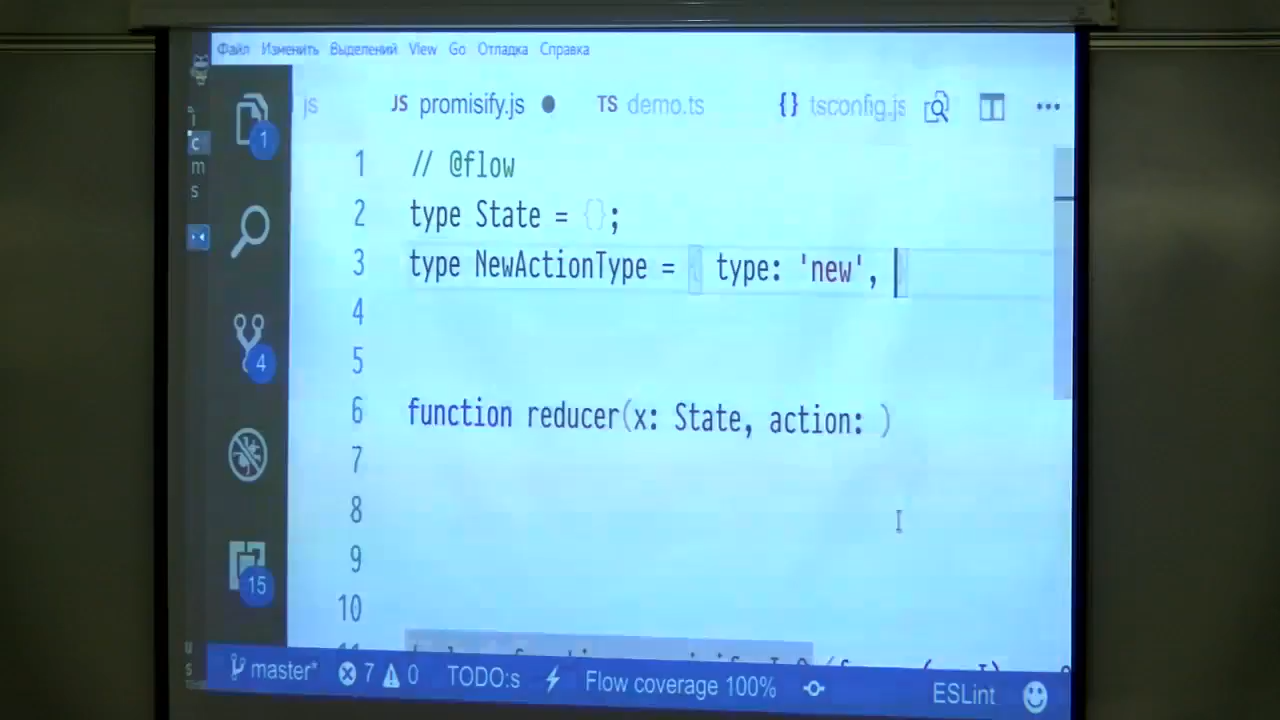 Файл Изменить Выделений View Go Отладка Справка
js JS promisify.js ● TS demo.ts {} tsconfig.js ...
1 // @flow
2 type State = {};
3 type NewActionType = { type: 'new', 
4
5
6 function reducer(x: State, action: )
7
8
9
10
11
1
4
15
c
m
s
u
s
master* 7 0 TODO:s Flow coverage 100% ESLint